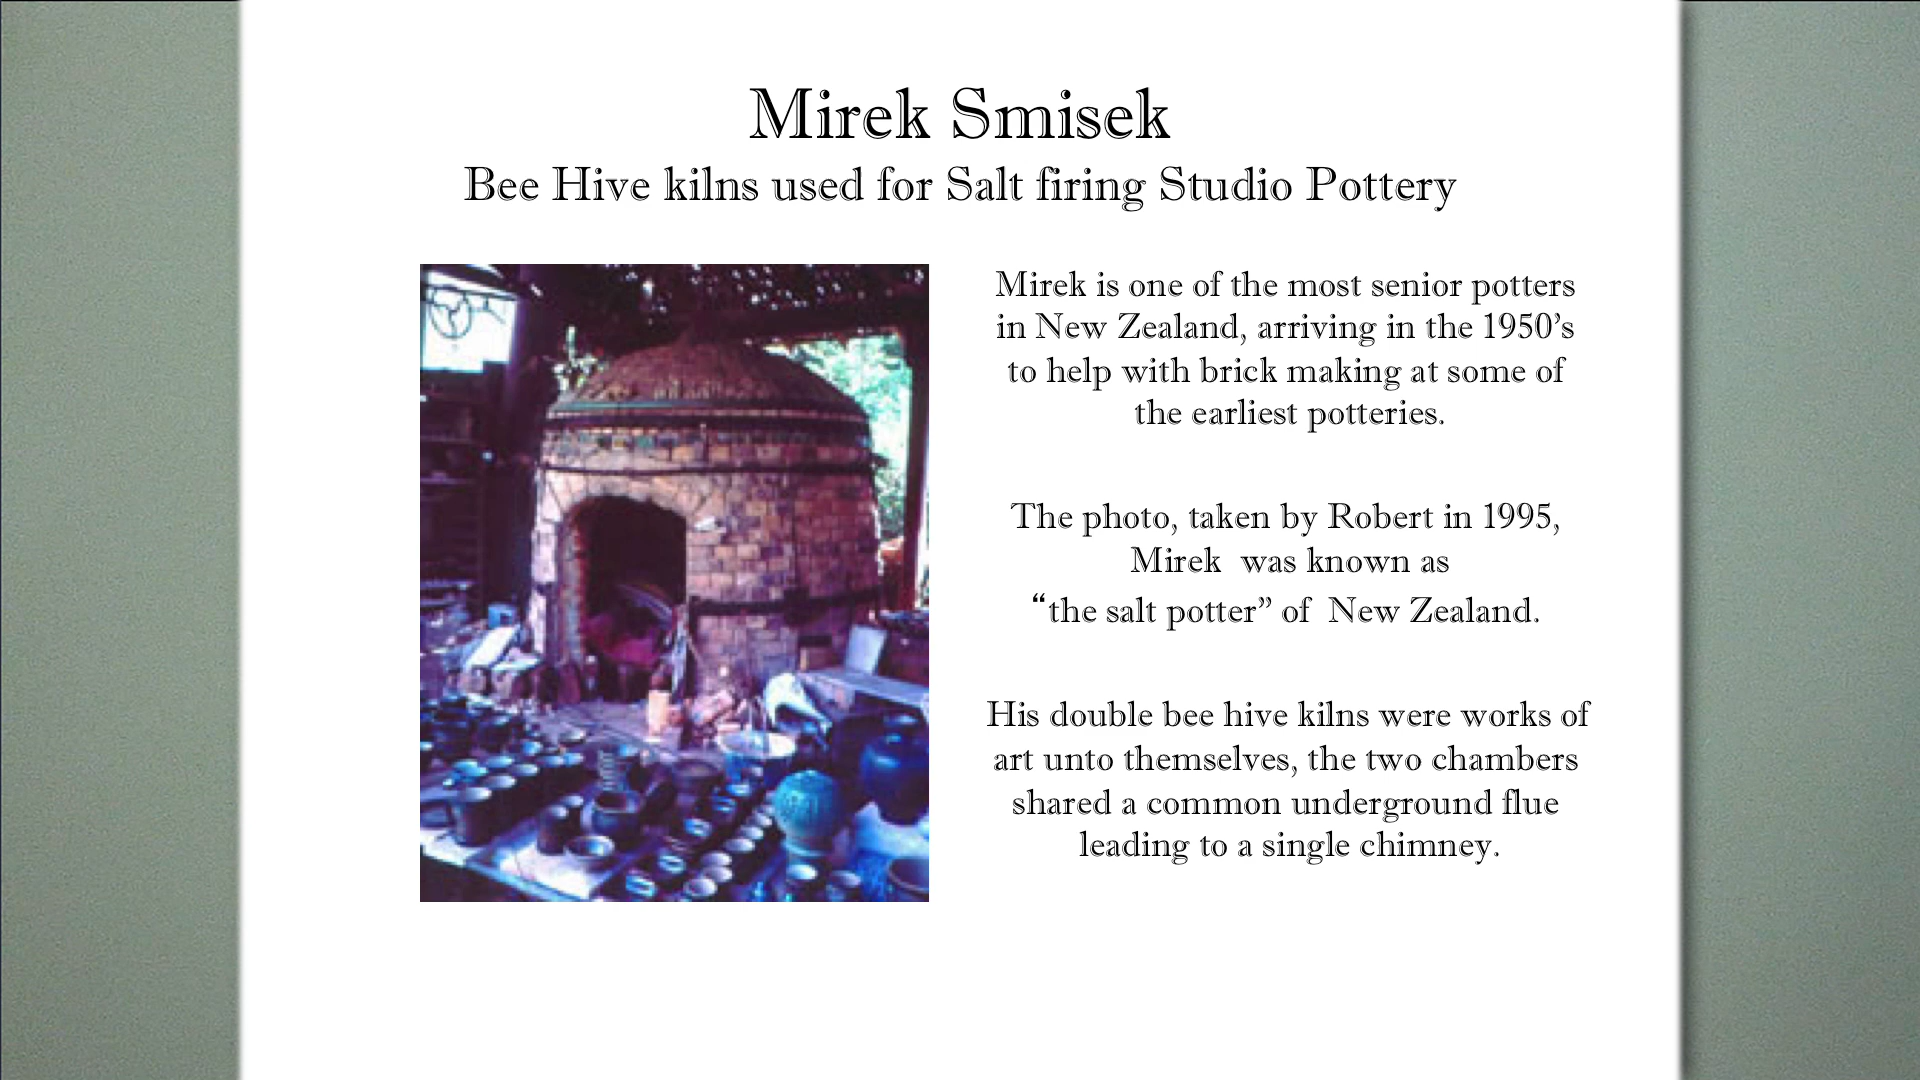 Mirek Smisek
Bee Hive kilns used for Salt firing Studio Pottery
Mirek is one of the most senior potters
in New Zealand, arriving in the 1950’s
to help with brick making at some of
the earliest potteries.
The photo, taken by Robert in 1995,
Mirek  was known as
“the salt potter” of  New Zealand.
His double bee hive kilns were works of
art unto themselves, the two chambers
shared a common underground flue
leading to a single chimney.